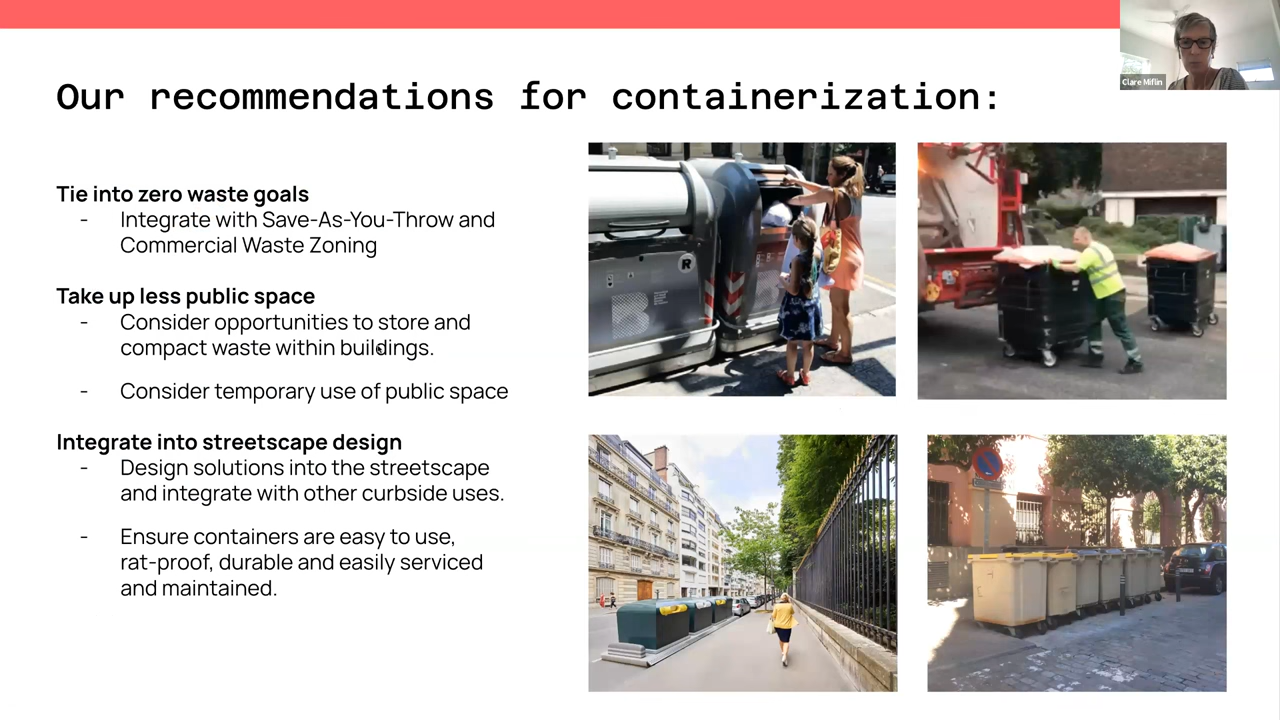 Clare Miflin
Our recommendations for containerization:
Tie into zero waste goals
- Integrate with Save-As-You-Throw and
Commercial Waste Zoning
Take up less public space
- Consider opportunities to store and
compact waste within buildings.
- Consider temporary use of public space
Integrate into streetscape design
- Design solutions into the streetscape
and integrate with other curbside uses.
- Ensure containers are easy to use,
rat-proof, durable and easily serviced
and maintained.
R
B